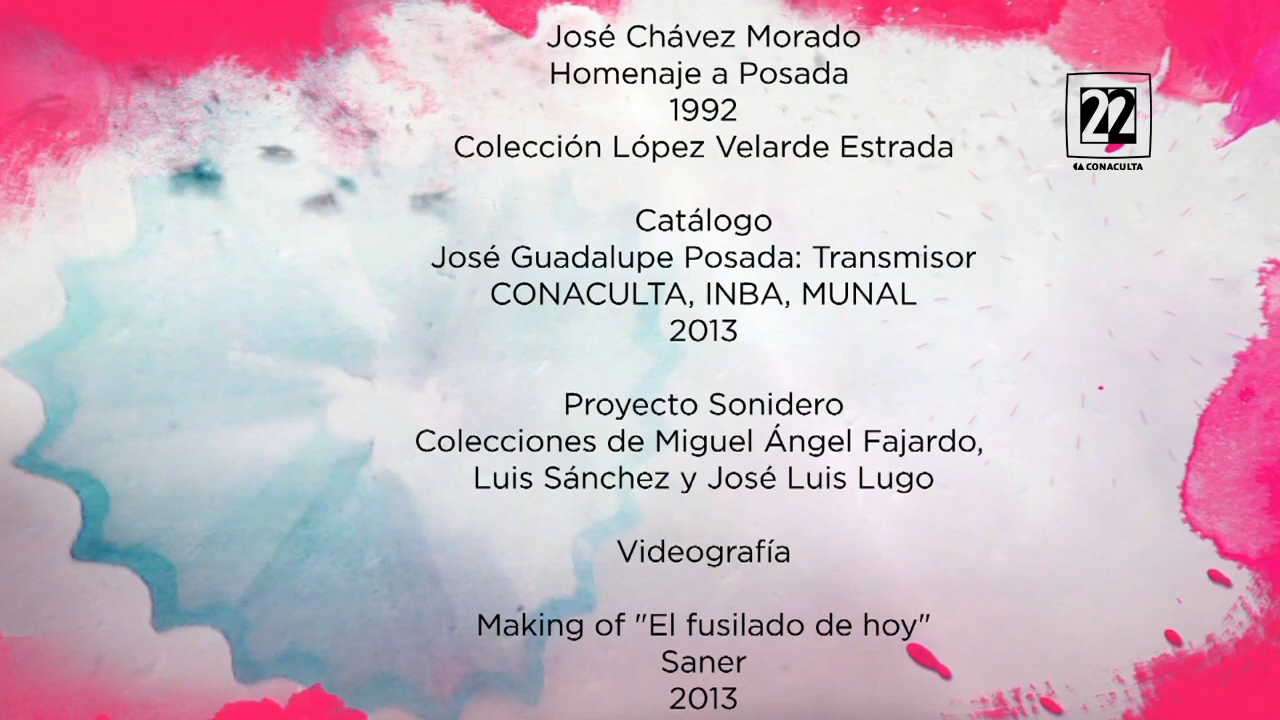 José Chávez Morado
Homenaje a Posada
1992
Colección López Velarde Estrada
22
CONACULTA
Catálogo
José Guadalupe Posada: Transmisor
CONACULTA, INBA, MUNAL
2013
Proyecto Sonidero
Colecciones de Miguel Ángel Fajardo,
Luis Sánchez y José Luis Lugo
Videografía
Making of "El fusilado de hoy"
Saner
2013